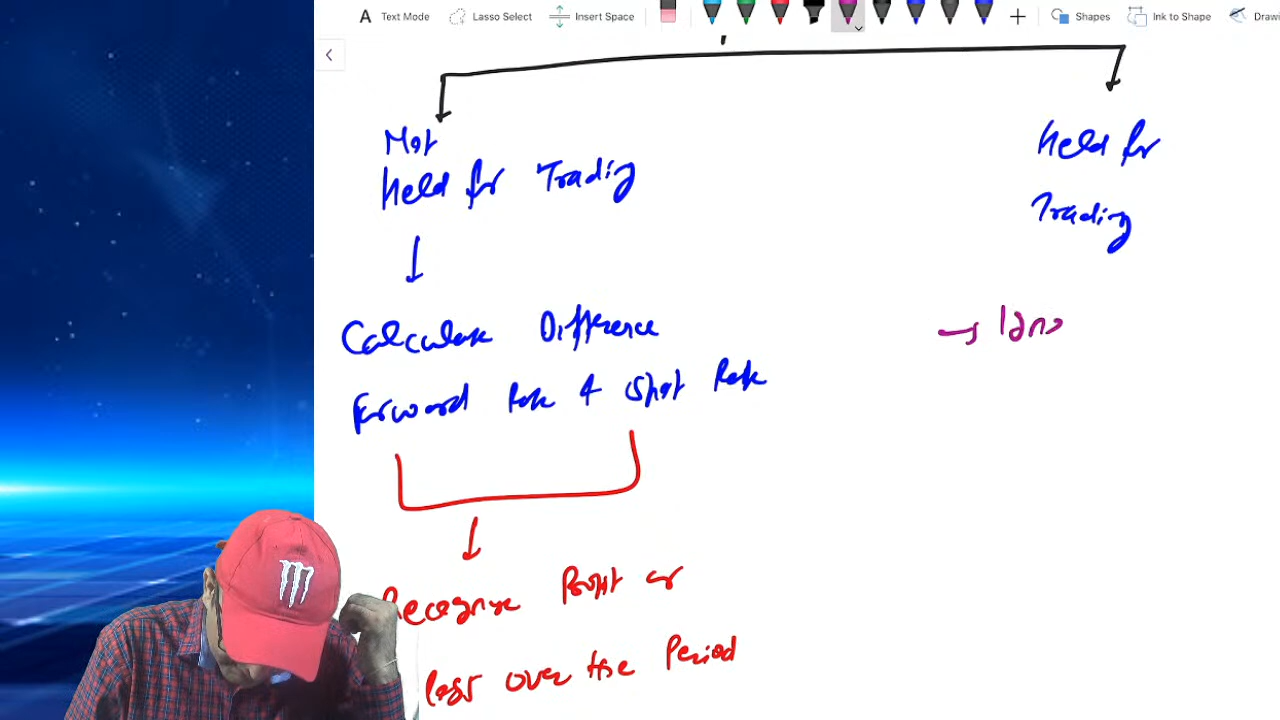 Text Mode
Lasso Select
Insert Space
Shapes
Ink to Shape
Not
Held for Trading
Held for
Trading
Calculate Difference
Forward Rate & Spot Rate
→ Igno
Recognise Profit or
loss over the Period